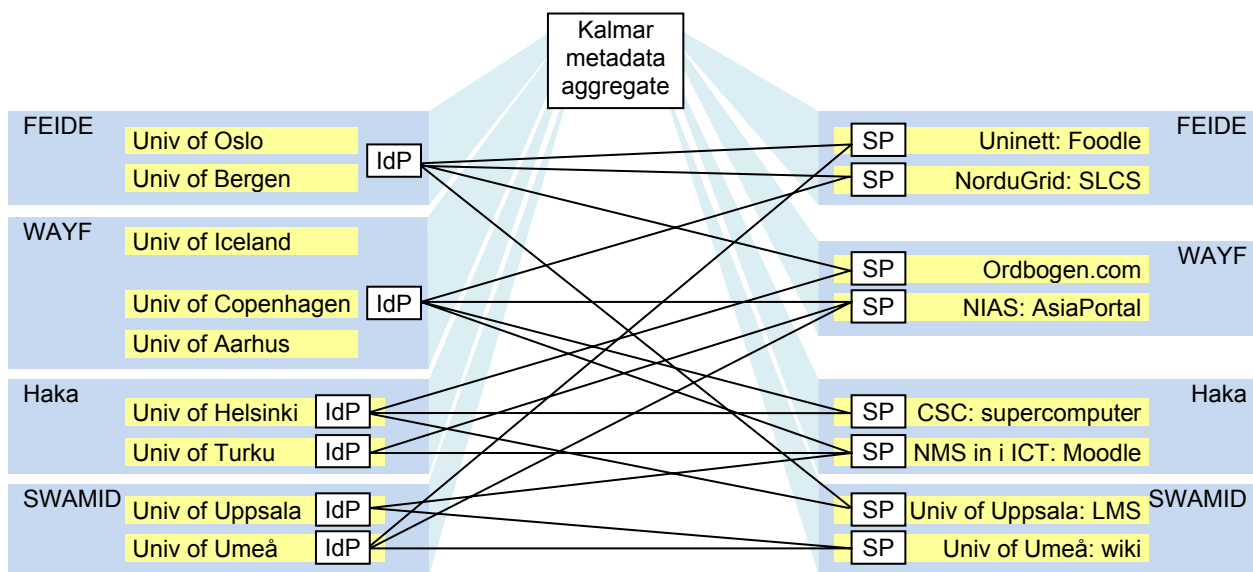 Kalmar
metadata
aggregate
FEIDE
Univ of Oslo
Univ of Bergen
IdP
WAYF
Univ of Iceland
Univ of Copenhagen
IdP
Univ of Aarhus
Haka
Univ of Helsinki
IdP
Univ of Turku
IdP
SWAMID
Univ of Uppsala
IdP
Univ of Umeå
IdP
FEIDE
SP
Uninett: Foodle
SP
NorduGrid: SLCS
WAYF
SP
Ordbogen.com
SP
NIAS: AsiaPortal
Haka
SP
CSC: supercomputer
SP
NMS in i ICT: Moodle
SWAMID
SP
Univ of Uppsala: LMS
SP
Univ of Umeå: wiki